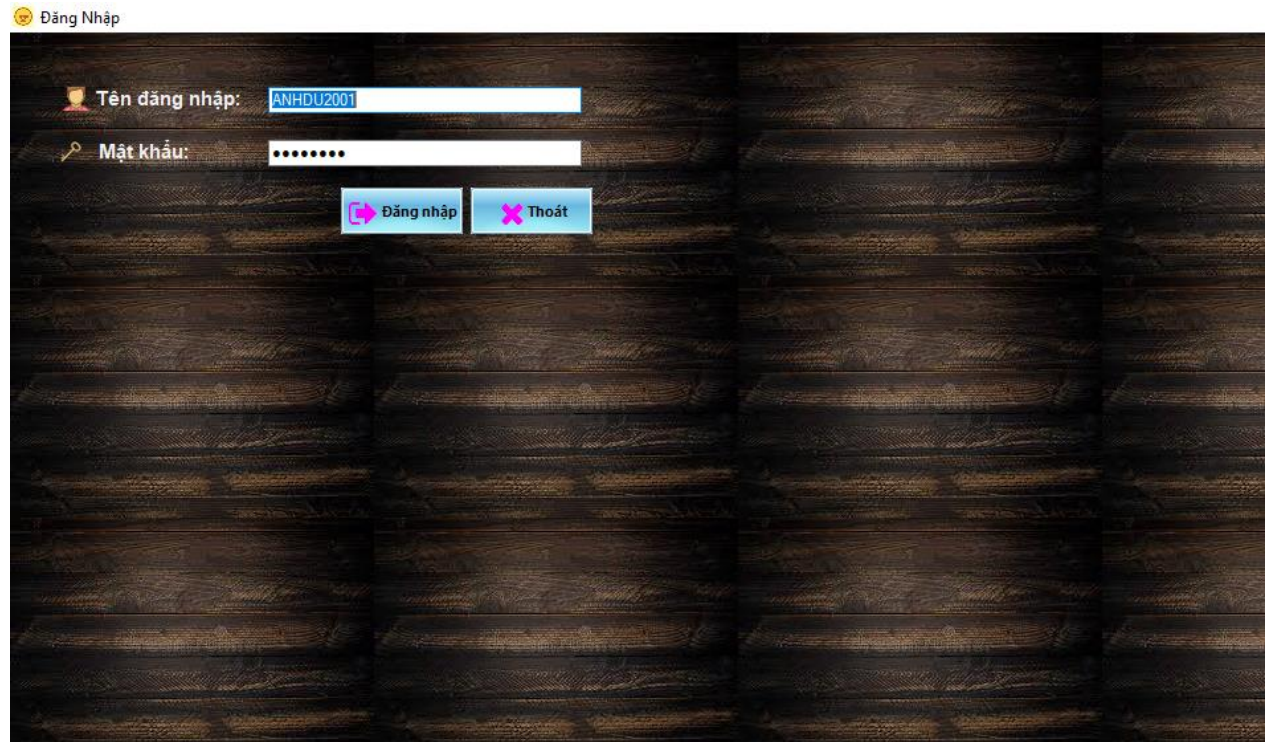 Đăng Nhập
Tên đăng nhập: ANHDU2001
Mật khẩu: ••••••••
Đăng nhập Thoát